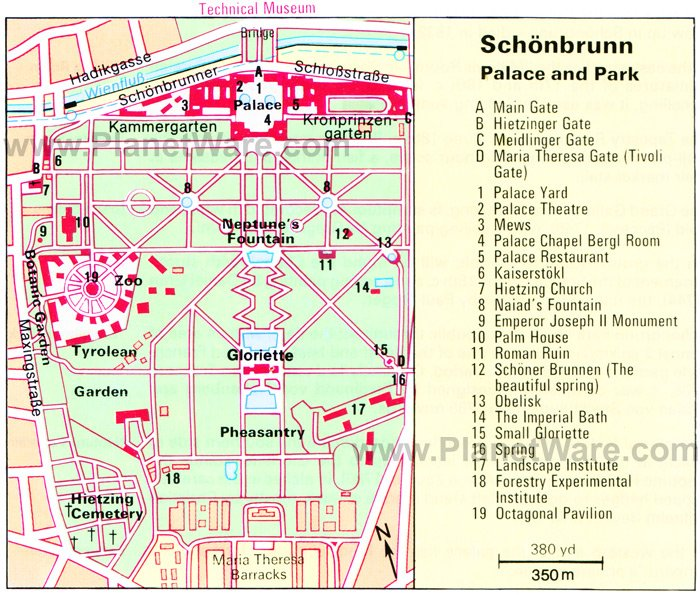 Technical Museum
Bridge
Hadikgasse
Wienfluß
Schönbrunner
Schloßstraße
A
2
1
3
Palace
5
4
C
Kammergarten
Kronprinzen-
garten
www.PlanetWare.com
B
6
7
8
8
10
9
Neptune's
Fountain
12
11
13
Botanic Garden
19
Zoo
14
Maxingstraße
Tyrolean
Garden
Gloriette
15
D
16
17
Pheasantry
18
Hietzing
Cemetery
Maria Theresa
Barracks
N
Schönbrunn
Palace and Park
A Main Gate
B Hietzinger Gate
C Meidlinger Gate
D Maria Theresa Gate (Tivoli
Gate)
1 Palace Yard
2 Palace Theatre
3 Mews
4 Palace Chapel Bergl Room
5 Palace Restaurant
6 Kaiserstökl
7 Hietzing Church
8 Naiad's Fountain
9 Emperor Joseph II Monument
10 Palm House
11 Roman Ruin
12 Schöner Brunnen (The
beautiful spring)
13 Obelisk
14 The Imperial Bath
15 Small Gloriette
16 Spring
17 Landscape Institute
18 Forestry Experimental
Institute
19 Octagonal Pavilion
www.PlanetWare.com
380 yd
350 m